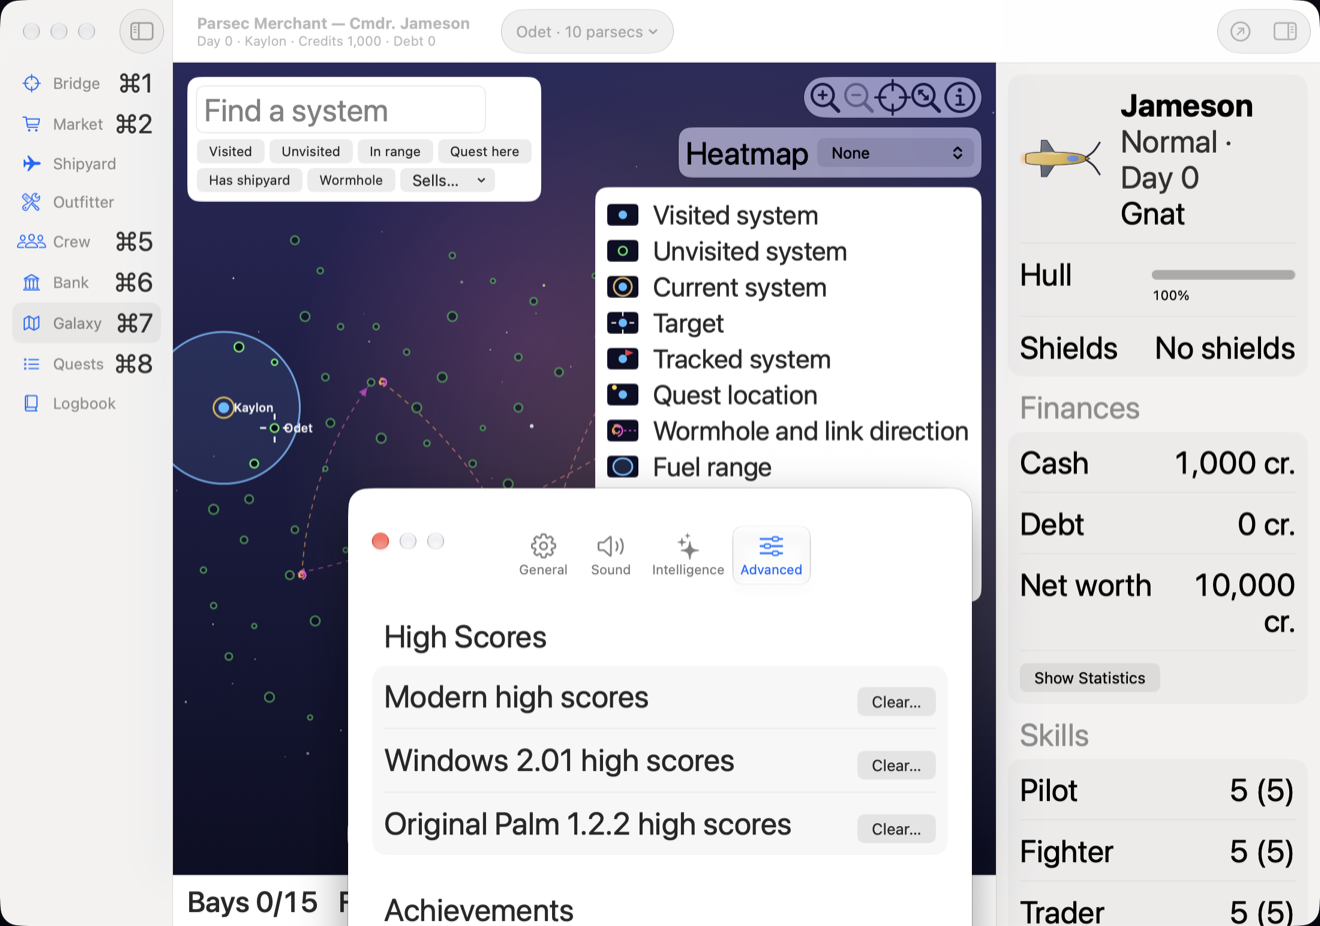 Parsec Merchant — Cmdr. Jameson
Day 0 · Kaylon · Credits 1,000 · Debt 0
Odet · 10 parsecs
Bridge ⌘1
Market ⌘2
Shipyard
Outfitter
Crew ⌘5
Bank ⌘6
Galaxy ⌘7
Quests ⌘8
Logbook
Find a system
Visited Unvisited In range Quest here
Has shipyard Wormhole Sells...
Heatmap None
Visited system
Unvisited system
Current system
Target
Tracked system
Quest location
Wormhole and link direction
Fuel range
Kaylon
Odet
General Sound Intelligence Advanced
High Scores
Modern high scores Clear...
Windows 2.01 high scores Clear...
Original Palm 1.2.2 high scores Clear...
Achievements
Bays 0/15
Jameson
Normal ·
Day 0
Gnat
Hull
100%
Shields No shields
Finances
Cash 1,000 cr.
Debt 0 cr.
Net worth 10,000
cr.
Show Statistics
Skills
Pilot 5 (5)
Fighter 5 (5)
Trader 5 (5)